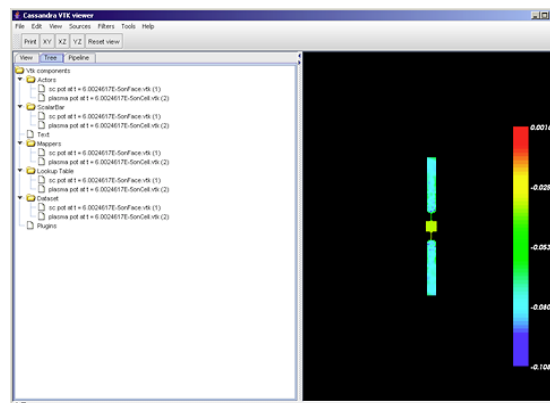 Cassandra VTK viewer
File Edit View Sources Filters Tools Help
Print XY XZ YZ Reset view
View Tree Pipeline
Vtk components
Actors
sc pot at t = 6.0024617E-5onFace.vtk (1)
plasma pot at t = 6.0024617E-5onCell.vtk (2)
ScalarBar
sc pot at t = 6.0024617E-5onFace.vtk (1)
plasma pot at t = 6.0024617E-5onCell.vtk (2)
Text
Mappers
sc pot at t = 6.0024617E-5onFace.vtk (1)
plasma pot at t = 6.0024617E-5onCell.vtk (2)
Lookup Table
sc pot at t = 6.0024617E-5onFace.vtk (1)
plasma pot at t = 6.0024617E-5onCell.vtk (2)
Dataset
sc pot at t = 6.0024617E-5onFace.vtk (1)
plasma pot at t = 6.0024617E-5onCell.vtk (2)
Plugins
-0.053
-0.080